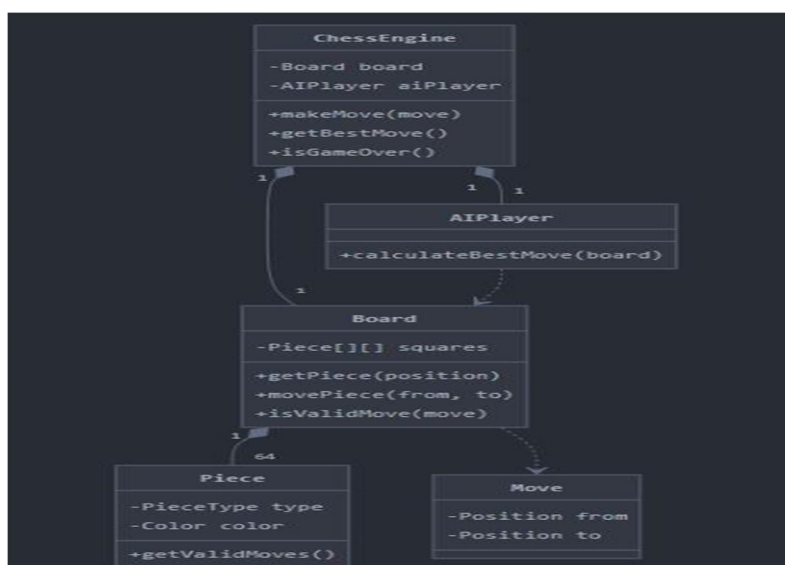 ChessEngine
-Board board
-AIPlayer aiPlayer
+makeMove(move)
+getBestMove()
+isGameOver()
1
1
1
AIPlayer
+calculateBestMove(board)
1
Board
-Piece[][] squares
+getPiece(position)
+movePiece(from, to)
+isValidMove(move)
1
64
Piece
-PieceType type
-Color color
+getValidMoves()
Move
-Position from
-Position to